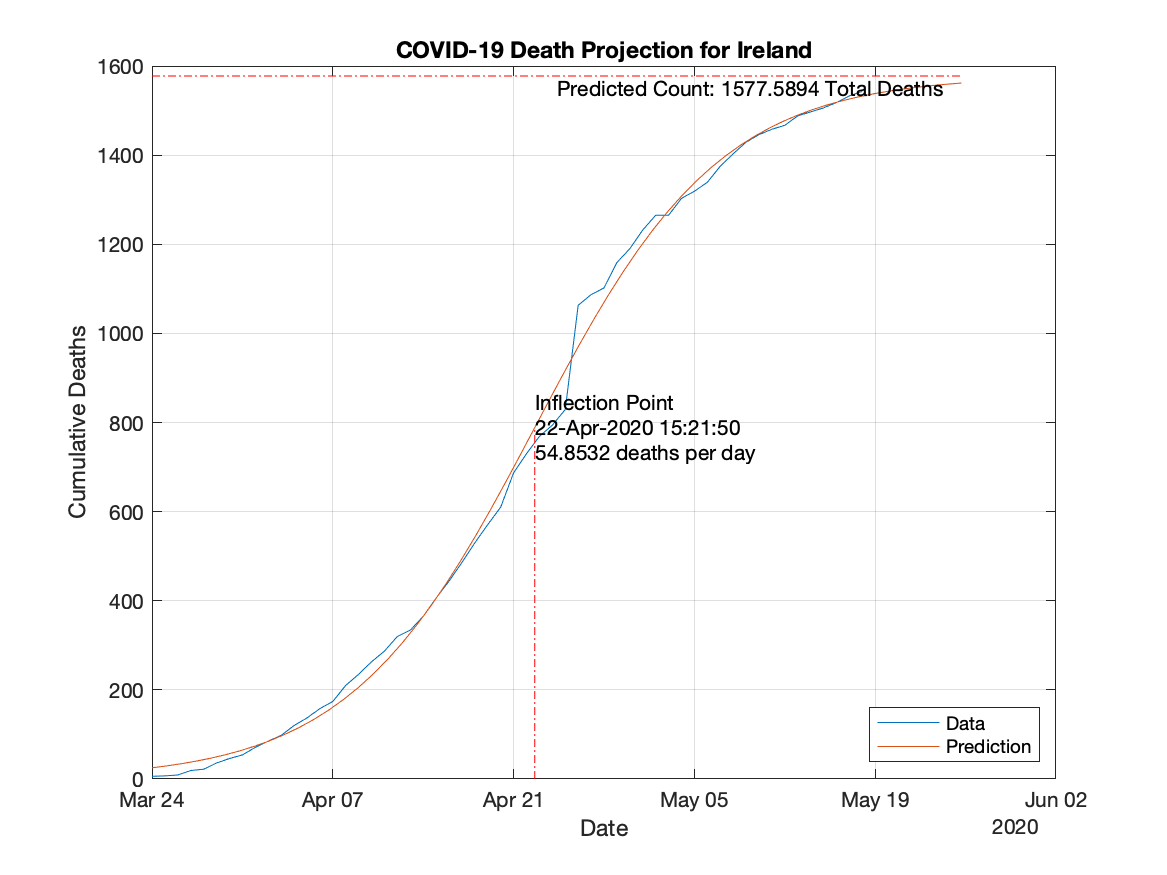 COVID-19 Death Projection for Ireland
1600
Predicted Count: 1577.5894 Total Deaths
1400
1200
1000
Cumulative Deaths
Inflection Point
800
22-Apr-2020 15:21:50
54.8532 deaths per day
600
400
200
Data
Prediction
0
Mar 24 Apr 07 Apr 21 May 05 May 19 Jun 02
Date
2020